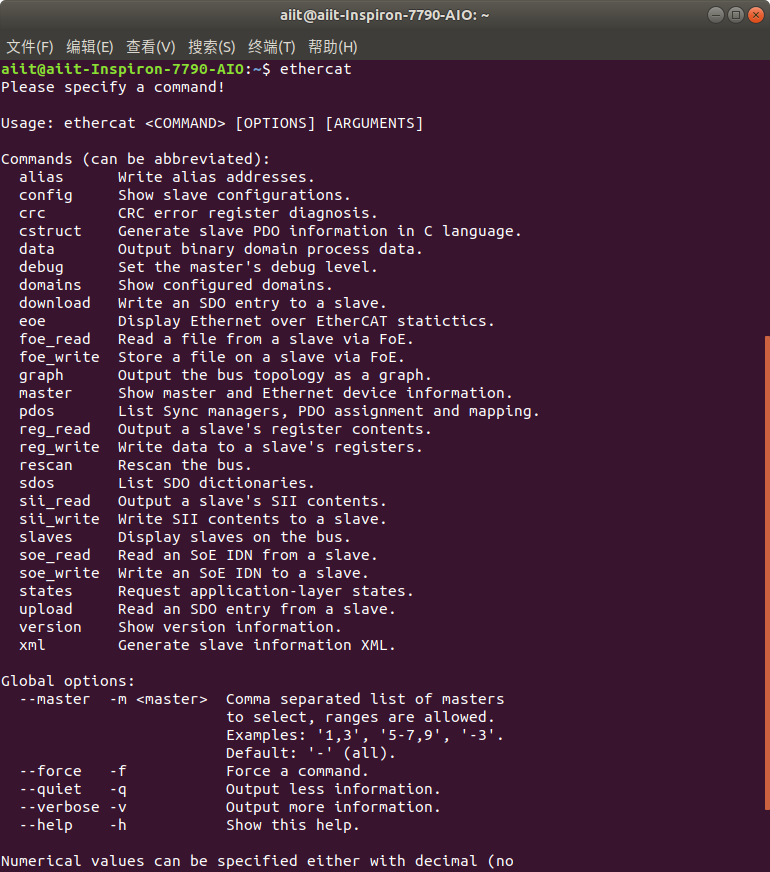 aiit@aiit-Inspiron-7790-AIO: ~
文件(F) 编辑(E) 查看(V) 搜索(S) 终端(T) 帮助(H)
aiit@aiit-Inspiron-7790-AIO:~$ ethercat
Please specify a command!
Usage: ethercat <COMMAND> [OPTIONS] [ARGUMENTS]
Commands (can be abbreviated):
  alias      Write alias addresses.
  config     Show slave configurations.
  crc        CRC error register diagnosis.
  cstruct    Generate slave PDO information in C language.
  data       Output binary domain process data.
  debug      Set the master's debug level.
  domains    Show configured domains.
  download   Write an SDO entry to a slave.
  eoe        Display Ethernet over EtherCAT statictics.
  foe_read   Read a file from a slave via FoE.
  foe_write  Store a file on a slave via FoE.
  graph      Output the bus topology as a graph.
  master     Show master and Ethernet device information.
  pdos       List Sync managers, PDO assignment and mapping.
  reg_read   Output a slave's register contents.
  reg_write  Write data to a slave's registers.
  rescan     Rescan the bus.
  sdos       List SDO dictionaries.
  sii_read   Output a slave's SII contents.
  sii_write  Write SII contents to a slave.
  slaves     Display slaves on the bus.
  soe_read   Read an SoE IDN from a slave.
  soe_write  Write an SoE IDN to a slave.
  states     Request application-layer states.
  upload     Read an SDO entry from a slave.
  version    Show version information.
  xml        Generate slave information XML.
Global options:
  --master  -m <master>  Comma separated list of masters
                         to select, ranges are allowed.
                         Examples: '1,3', '5-7,9', '-3'.
                         Default: '-' (all).
  --force   -f           Force a command.
  --quiet   -q           Output less information.
  --verbose -v           Output more information.
  --help    -h           Show this help.
Numerical values can be specified either with decimal (no